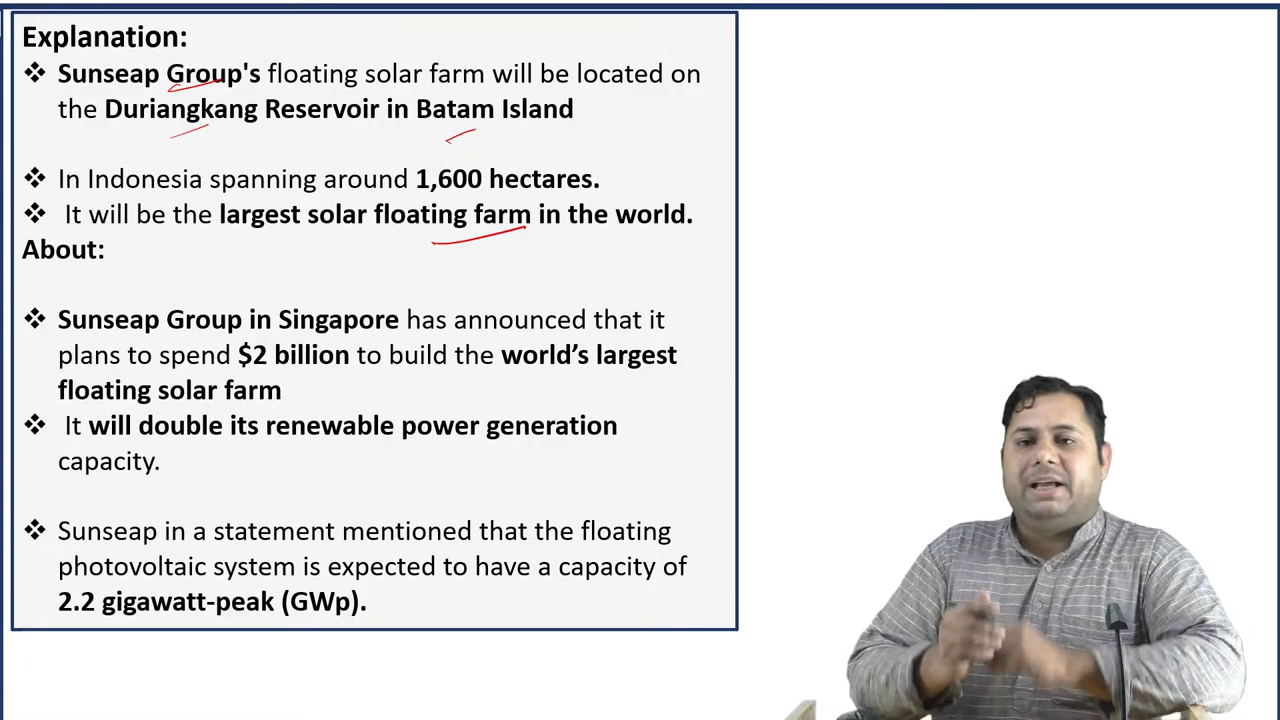 Explanation:
❖ Sunseap Group's floating solar farm will be located on
the Duriangkang Reservoir in Batam Island
❖ In Indonesia spanning around 1,600 hectares.
❖ It will be the largest solar floating farm in the world.
About:
❖ Sunseap Group in Singapore has announced that it
plans to spend $2 billion to build the world’s largest
floating solar farm
❖ It will double its renewable power generation
capacity.
❖ Sunseap in a statement mentioned that the floating
photovoltaic system is expected to have a capacity of
2.2 gigawatt-peak (GWp).